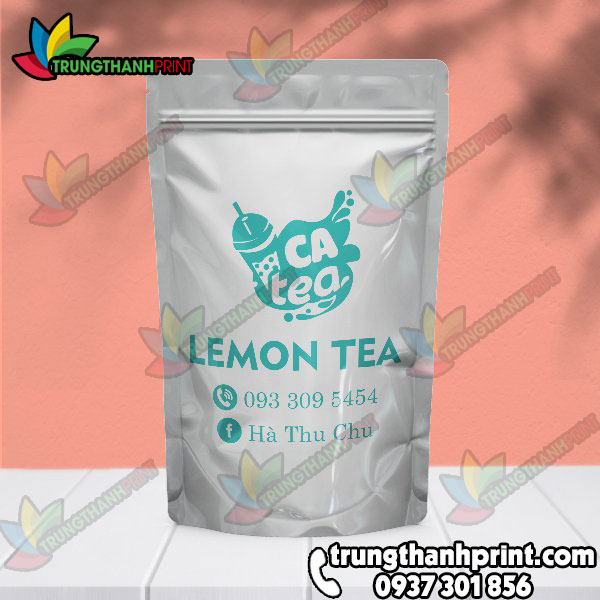 TRUNGTHANHPRINT
CA
tea
LEMON TEA
093 309 5454
Hà Thu Chu
trungthanhprint.com
0937 301 856